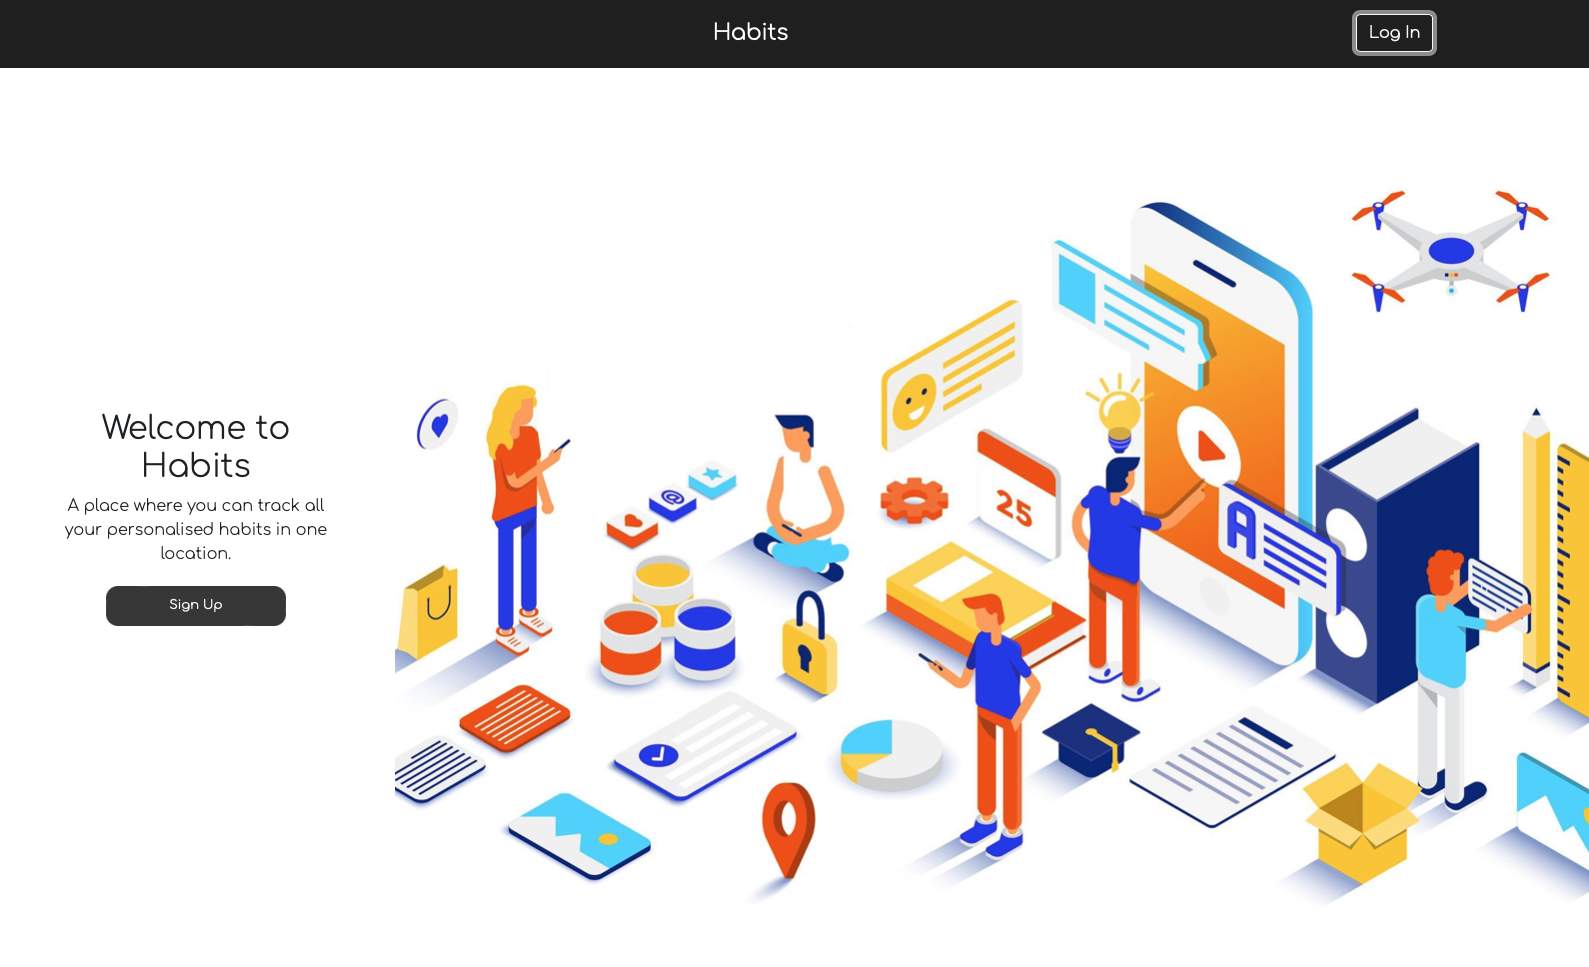 Habits
Log In
Welcome to
Habits
A place where you can track all
your personalised habits in one
location.
Sign Up
@
25
A